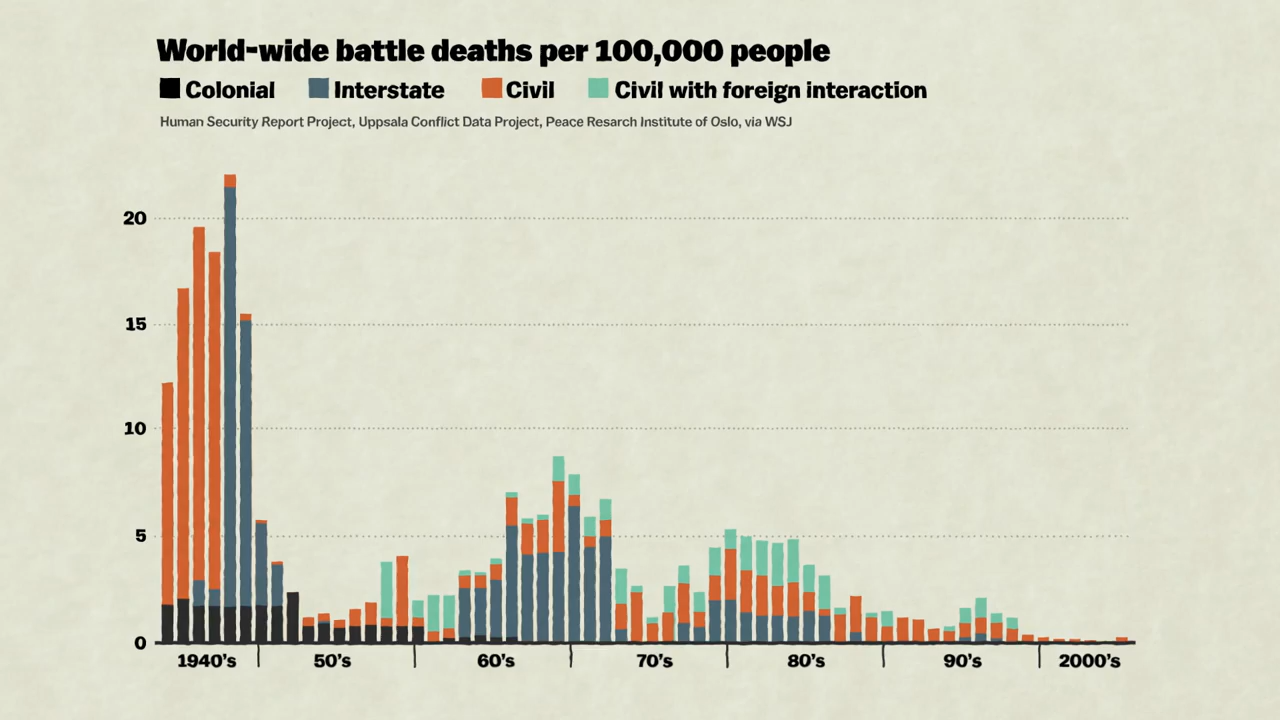 World-wide battle deaths per 100,000 people
Colonial Interstate Civil Civil with foreign interaction
Human Security Report Project, Uppsala Conflict Data Project, Peace Resarch Institute of Oslo, via WSJ
20
15
10
5
0
1940's 50's 60's 70's 80's 90's 2000's